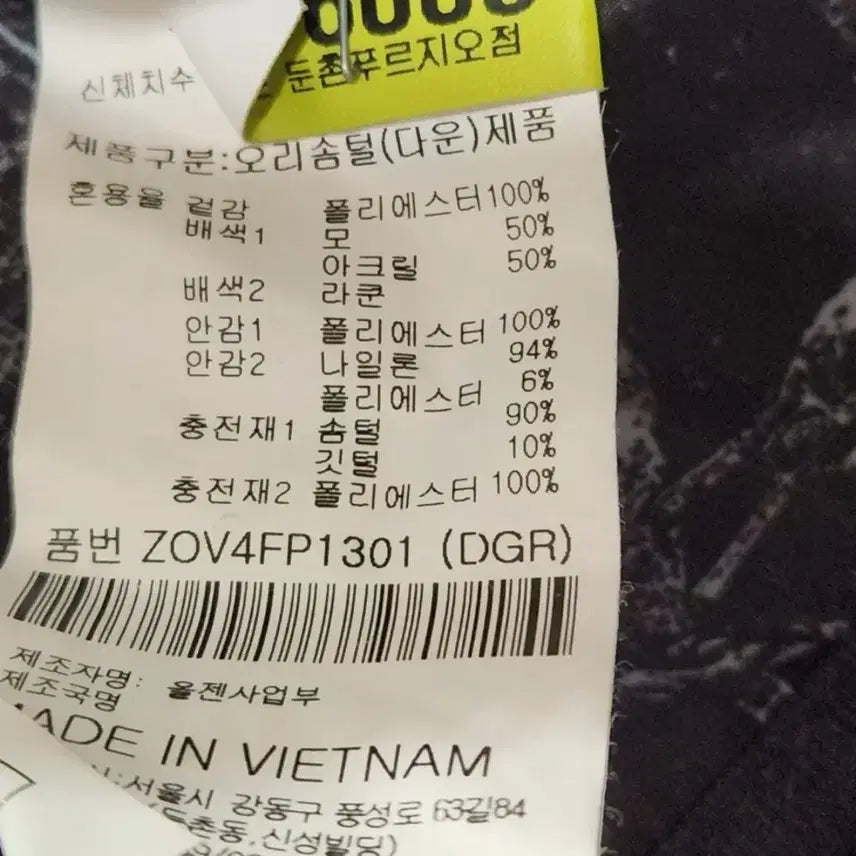 둔촌푸르지오점
신체치수
제품구분:오리솜털(다운)제품
혼용율 겉감 폴리에스터 100%
배색1 모 50%
아크릴 50%
배색2 라쿤
안감1 폴리에스터 100%
안감2 나일론 94%
폴리에스터 6%
충전재1 솜털 90%
깃털 10%
충전재2 폴리에스터 100%
품번 ZOV4FP1301 (DGR)
제조자명: 올젠사업부
제조국명
MADE IN VIETNAM
서울시 강동구 풍성로 63길84
(둔촌동,신성빌딩)